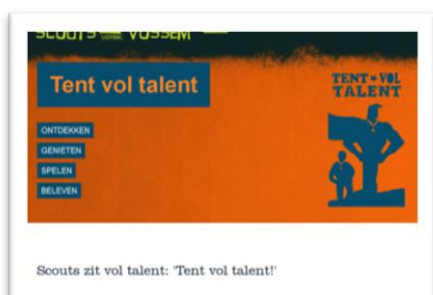 SCOUTS VOSSEM
Tent vol talent
TENT VOL
TALENT
ONTDEKKEN
GENIETEN
SPELEN
BELEVEN
Scouts zit vol talent: 'Tent vol talent!'